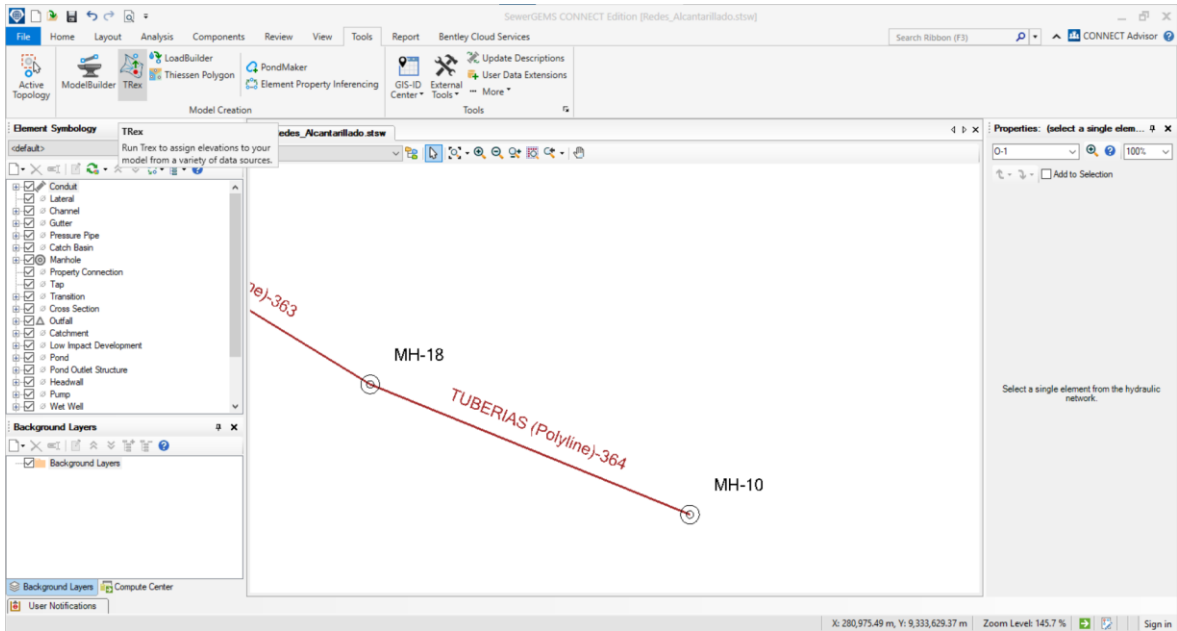 SewerGEMS CONNECT Edition [Redes_Alcantarillado.stsw]
File Home Layout Analysis Components Review View Tools Report Bentley Cloud Services
Search Ribbon (F3)
CONNECT Advisor
Active Topology
ModelBuilder
TRex
LoadBuilder
Thiessen Polygon
PondMaker
Element Property Inferencing
Model Creation
GIS-ID Center
External Tools
Update Descriptions
User Data Extensions
More
Tools
Element Symbology
<default>
TRex
Run Trex to assign elevations to your
model from a variety of data sources.
edes_Alcantarillado.stsw
Conduit
Lateral
Channel
Gutter
Pressure Pipe
Catch Basin
Manhole
Property Connection
Tap
Transition
Cross Section
Outfall
Catchment
Low Impact Development
Pond
Pond Outlet Structure
Headwall
Pump
Wet Well
Background Layers
Background Layers
Background Layers
Compute Center
User Notifications
ne)-363
MH-18
TUBERIAS (Polyline)-364
MH-10
Properties: (select a single elem...
O-1
100%
Add to Selection
Select a single element from the hydraulic
network.
X: 280,975.49 m, Y: 9,333,629.37 m
Zoom Level: 145.7 %
Sign in